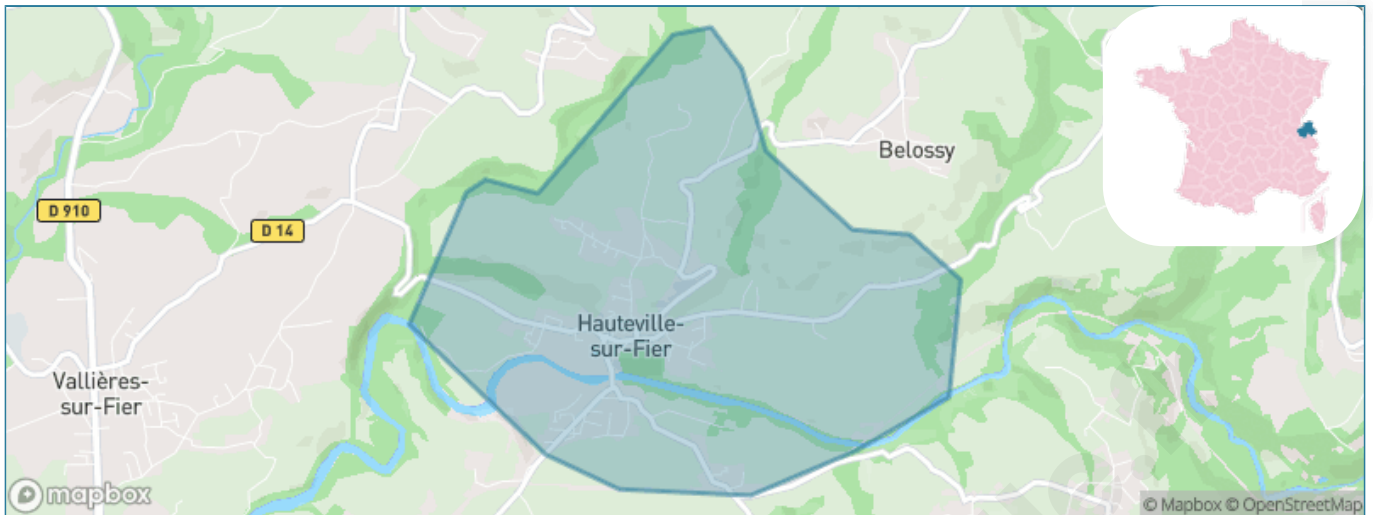 Belossy
D 910
D 14
Hauteville-
sur-Fier
Vallières-
sur-Fier
mapbox
© Mapbox © OpenStreetMap